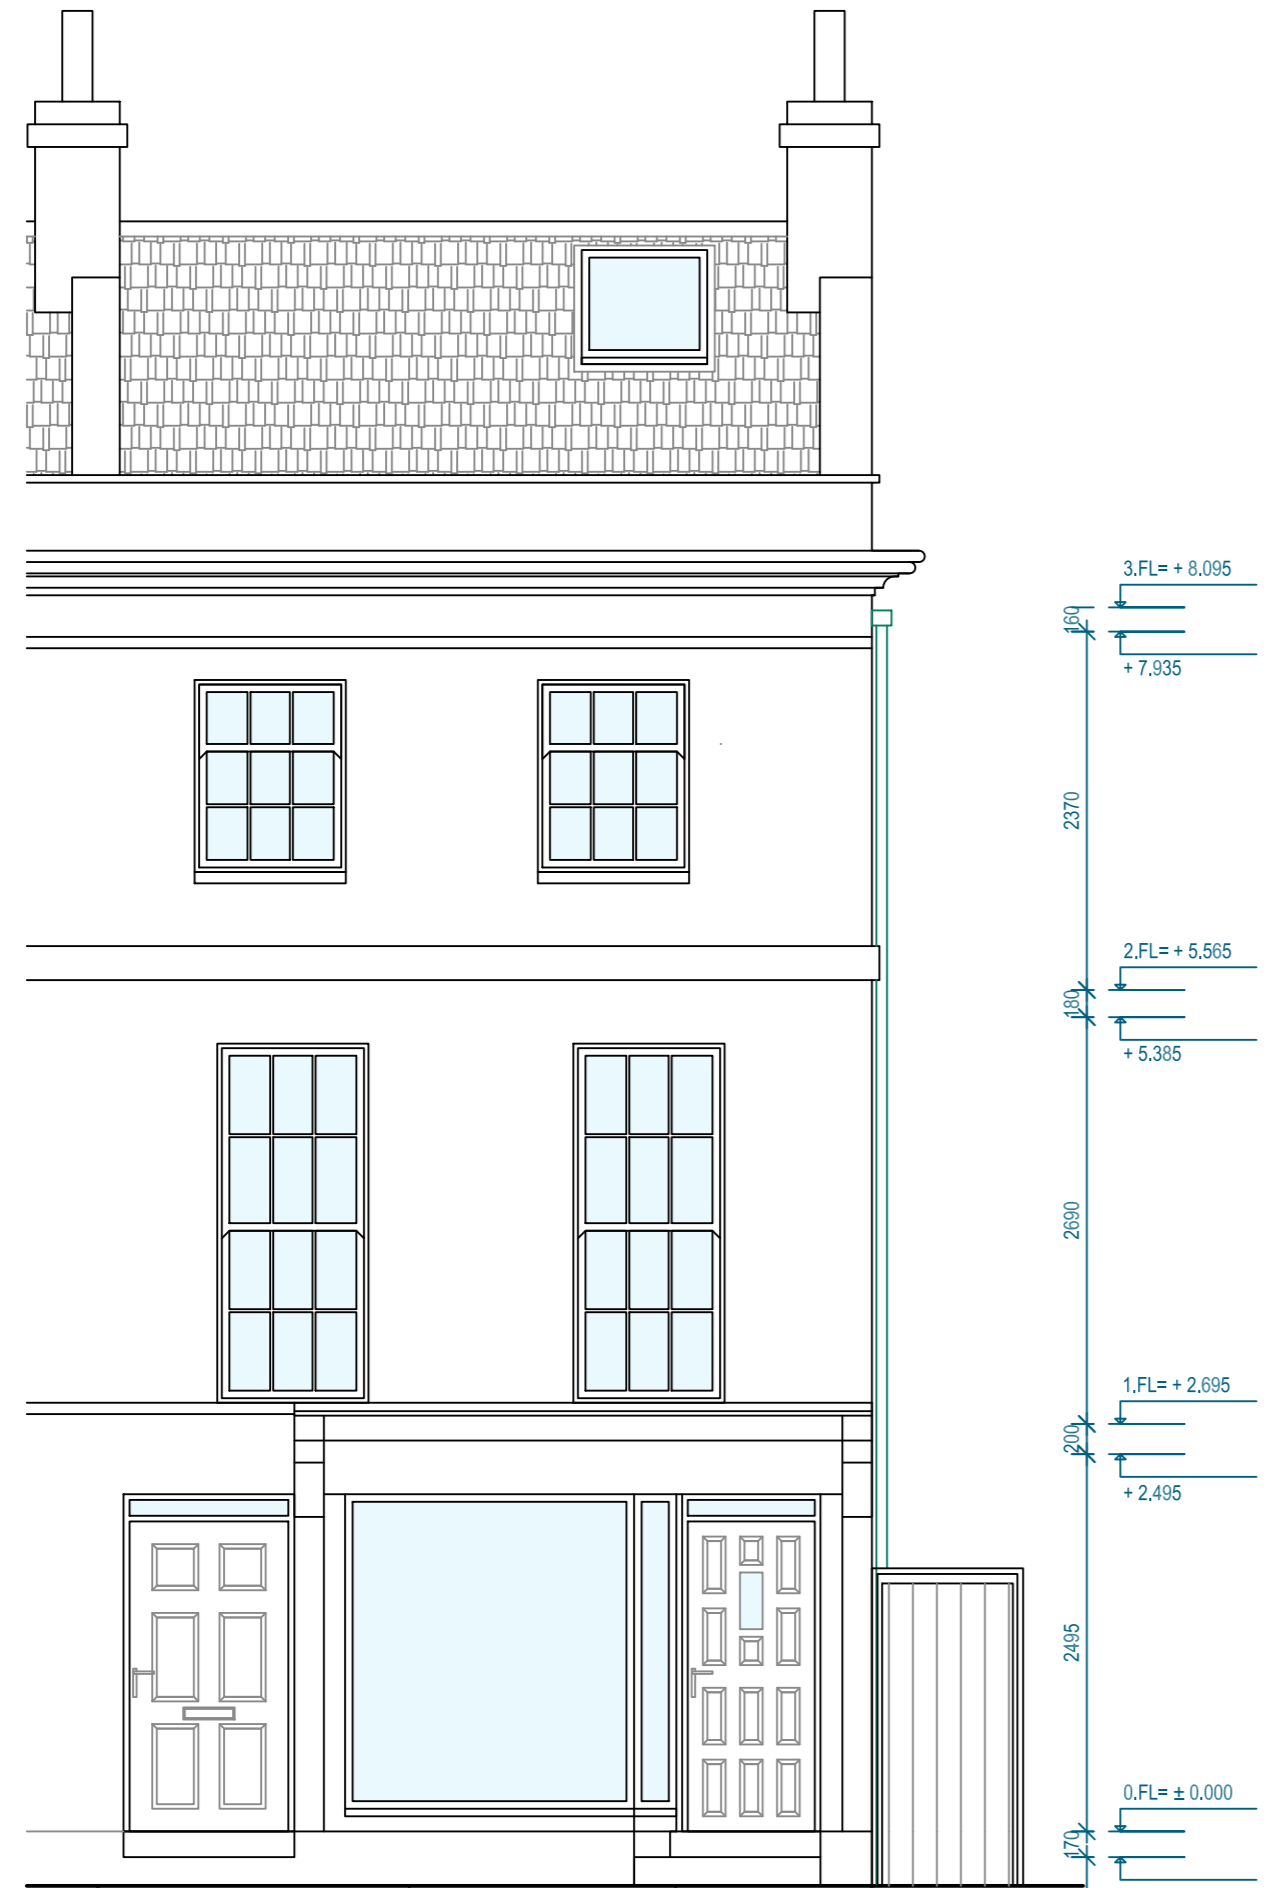 3.FL= + 8.095
160
+ 7.935
2370
2.FL= + 5.565
180
+ 5.385
2690
1.FL= + 2.695
200
+ 2.495
2495
0.FL= ± 0.000
170